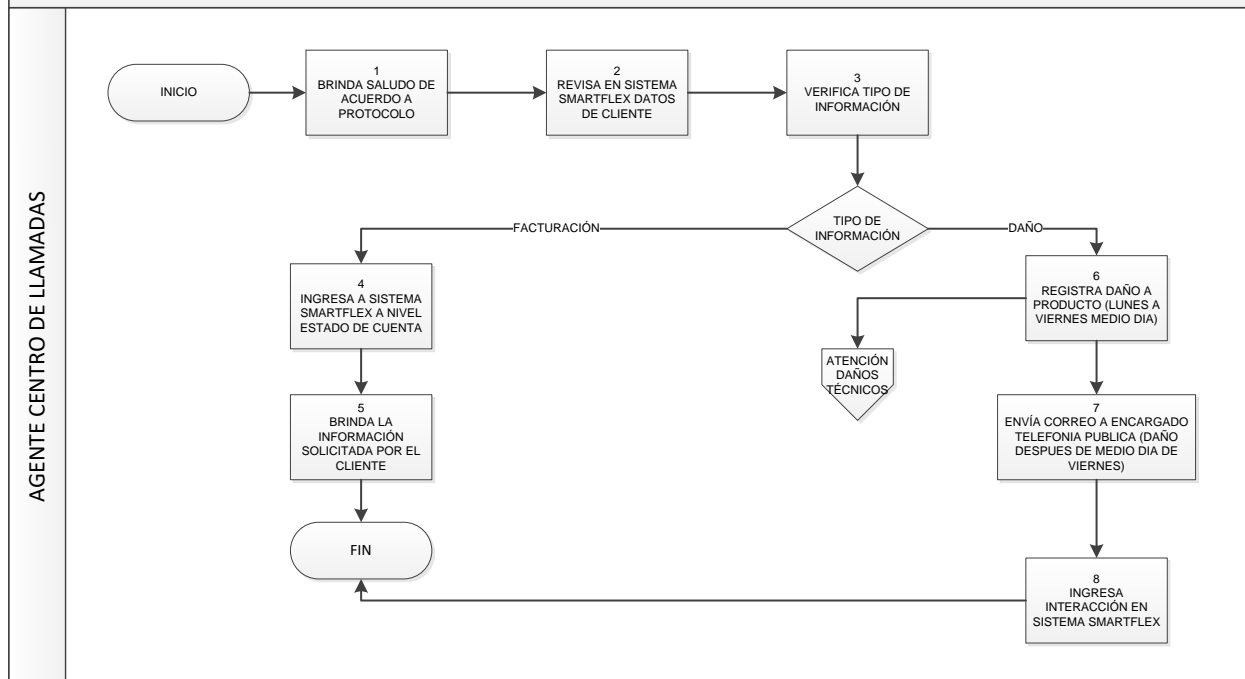 AGENTE CENTRO DE LLAMADAS
INICIO
1
BRINDA SALUDO DE
ACUERDO A
PROTOCOLO
2
REVISA EN SISTEMA
SMARTFLEX DATOS
DE CLIENTE
3
VERIFICA TIPO DE
INFORMACIÓN
TIPO DE
INFORMACIÓN
FACTURACIÓN
DAÑO
4
INGRESA A SISTEMA
SMARTFLEX A NIVEL
ESTADO DE CUENTA
5
BRINDA LA
INFORMACIÓN
SOLICITADA POR EL
CLIENTE
FIN
6
REGISTRA DAÑO A
PRODUCTO (LUNES A
VIERNES MEDIO DIA)
ATENCIÓN
DAÑOS
TÉCNICOS
7
ENVÍA CORREO A ENCARGADO
TELEFONIA PUBLICA (DAÑO
DESPUES DE MEDIO DIA DE
VIERNES)
8
INGRESA
INTERACCIÓN EN
SISTEMA SMARTFLEX